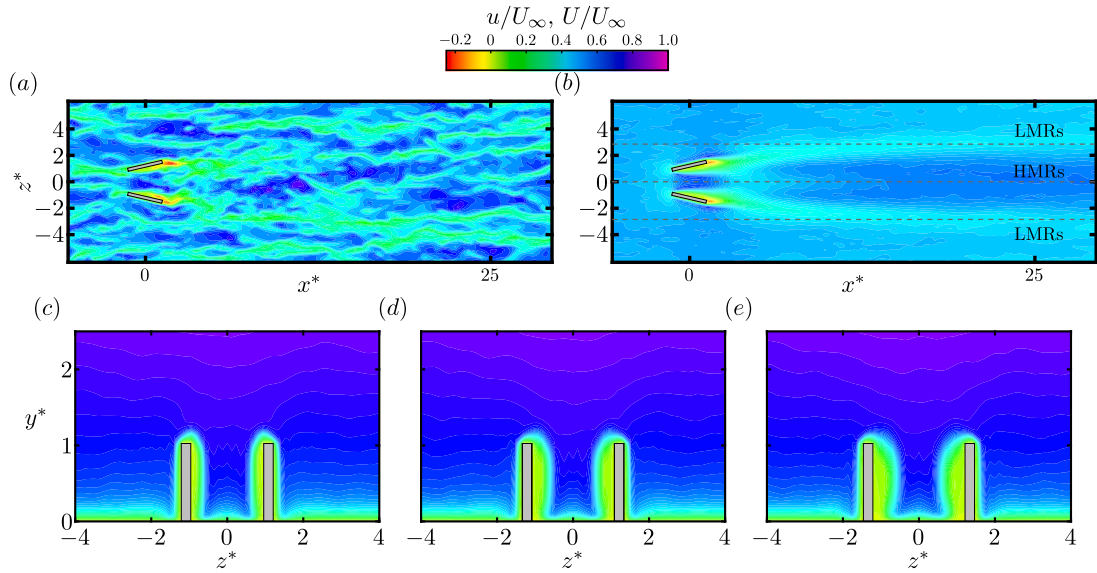 u/U∞, U/U∞
−0.2 0 0.2 0.4 0.6 0.8 1.0
(a) (b)
4 2 0 −2 −4
z*
0 25
x*
4 2 0 −2 −4
LMRs
HMRs
LMRs
0 25
x*
(c) (d) (e)
2 1 0
y*
−4 −2 0 2 4
z*
−4 −2 0 2 4
z*
−4 −2 0 2 4
z*